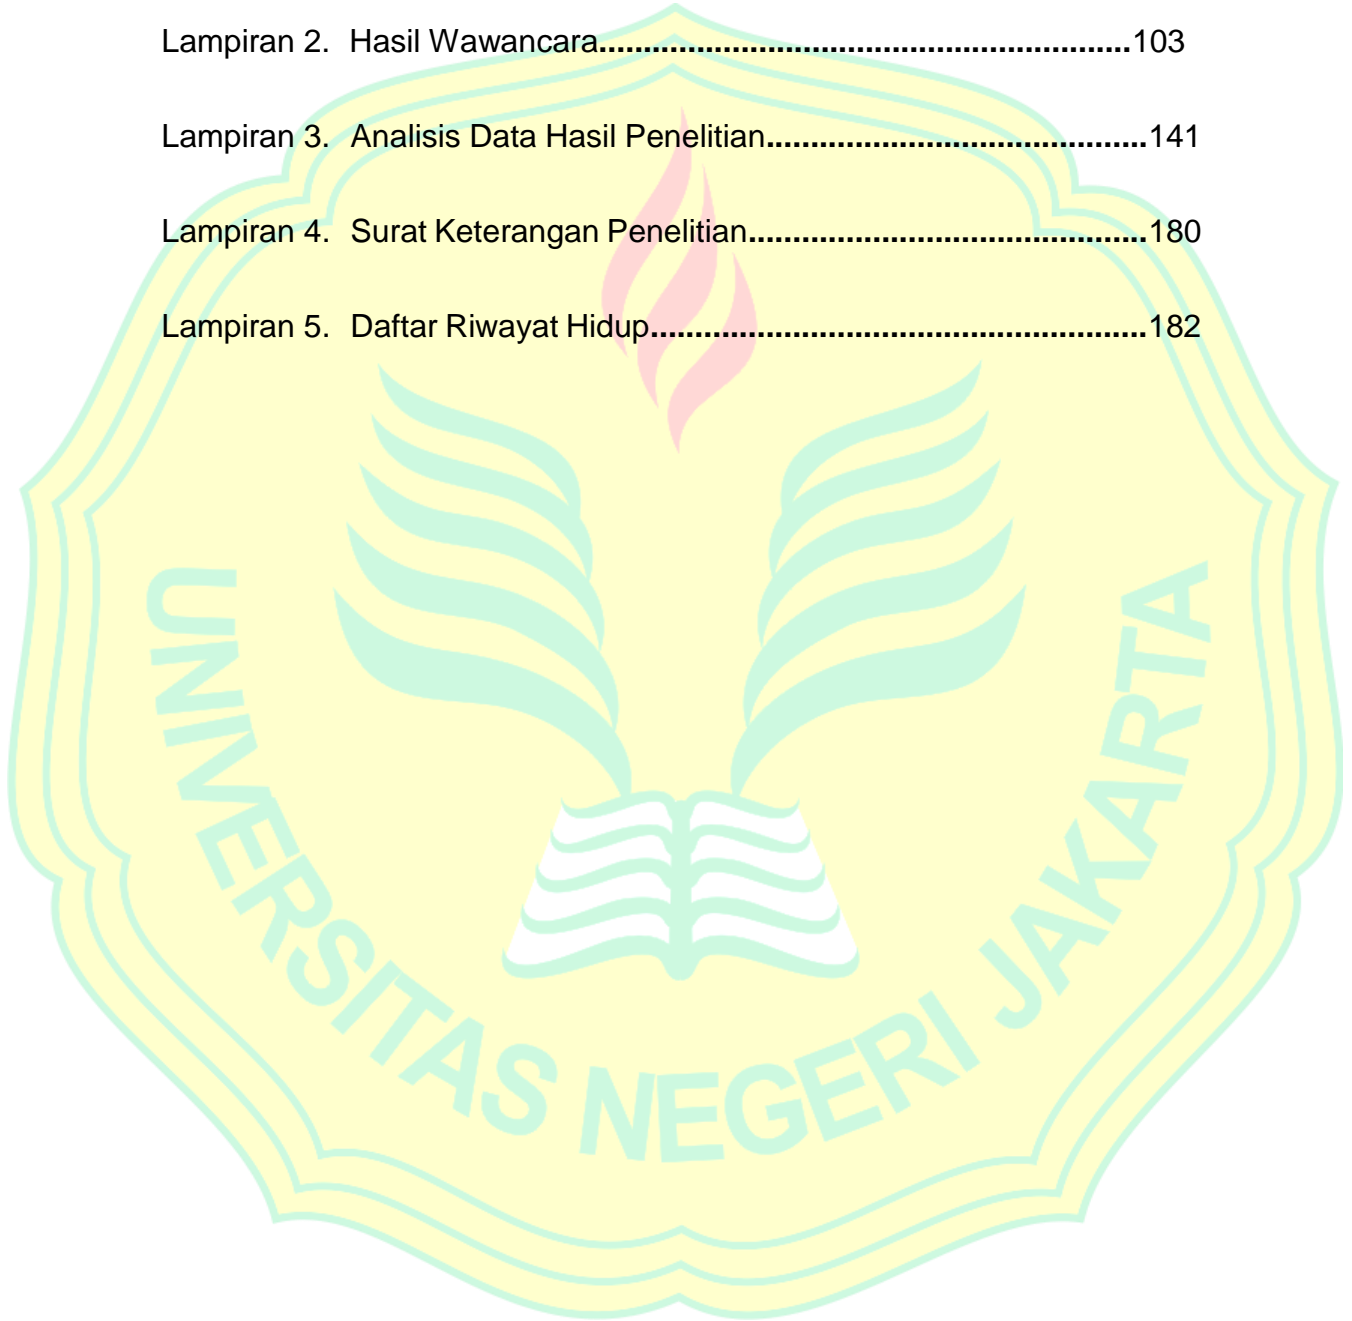 Lampiran 2. Hasil Wawancara............................................................103
Lampiran 3. Analisis Data Hasil Penelitian...........................................141
Lampiran 4. Surat Keterangan Penelitian.............................................180
Lampiran 5. Daftar Riwayat Hidup........................................................182
UNIVERSITAS NEGERI JAKARTA